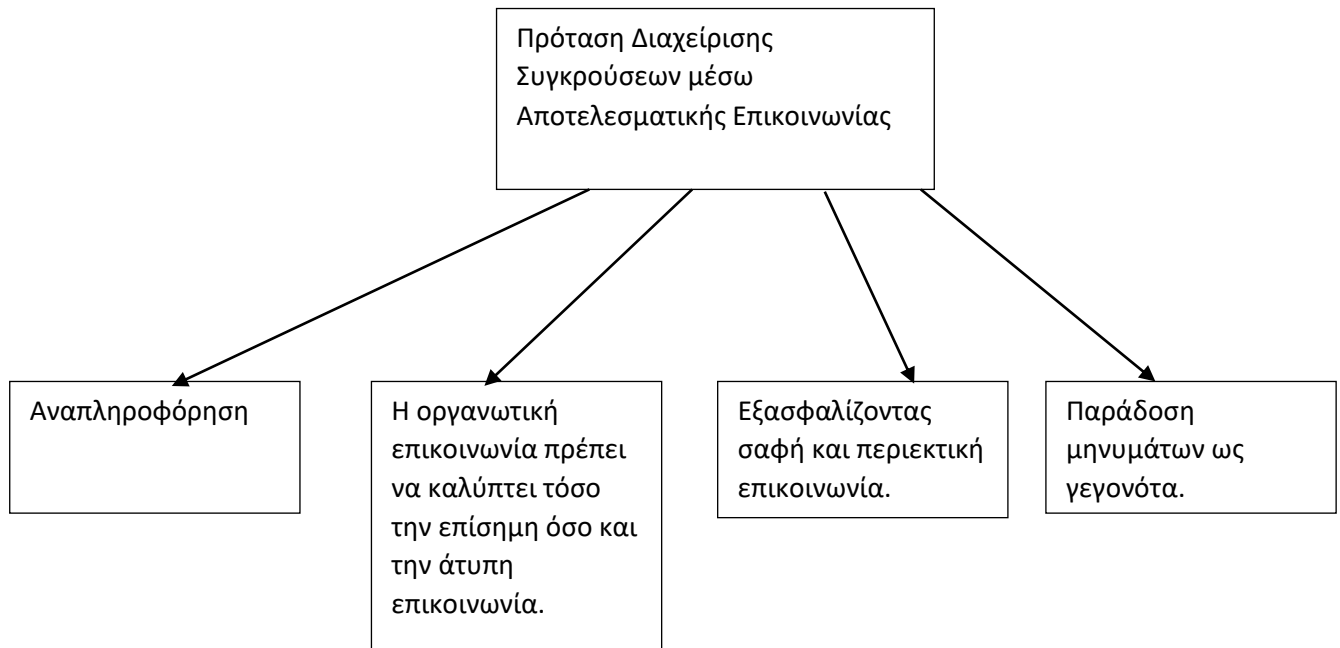 Πρόταση Διαχείρισης
Συγκρούσεων μέσω
Αποτελεσματικής Επικοινωνίας
Αναπληροφόρηση
Η οργανωτική
επικοινωνία πρέπει
να καλύπτει τόσο
την επίσημη όσο και
την άτυπη
επικοινωνία.
Εξασφαλίζοντας
σαφή και περιεκτική
επικοινωνία.
Παράδοση
μηνυμάτων ως
γεγονότα.